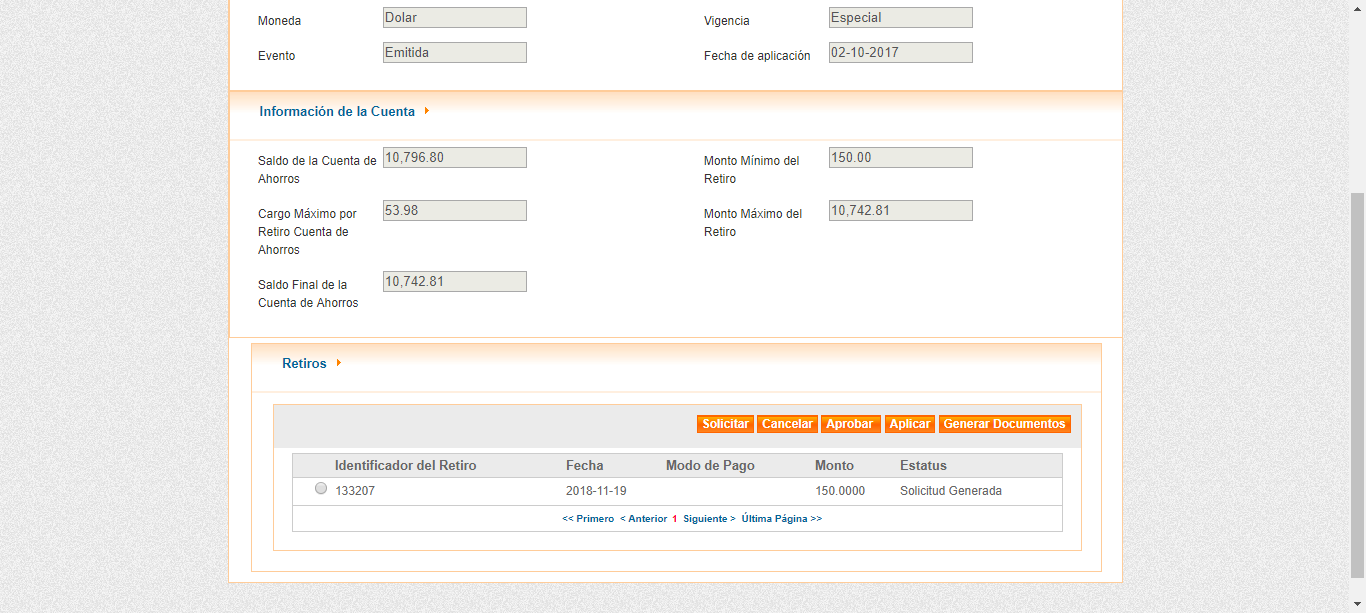 Moneda Dolar Vigencia Especial
Evento Emitida Fecha de aplicación 02-10-2017
Información de la Cuenta
Saldo de la Cuenta de 10,796.80 Monto Mínimo del 150.00
Ahorros Retiro
Cargo Máximo por 53.98 Monto Máximo del 10,742.81
Retiro Cuenta de Retiro
Ahorros
Saldo Final de la 10,742.81
Cuenta de Ahorros
Retiros
Solicitar Cancelar Aprobar Aplicar Generar Documentos
Identificador del Retiro Fecha Modo de Pago Monto Estatus
133207 2018-11-19 150.0000 Solicitud Generada
<< Primero < Anterior 1 Siguiente > Última Página >>